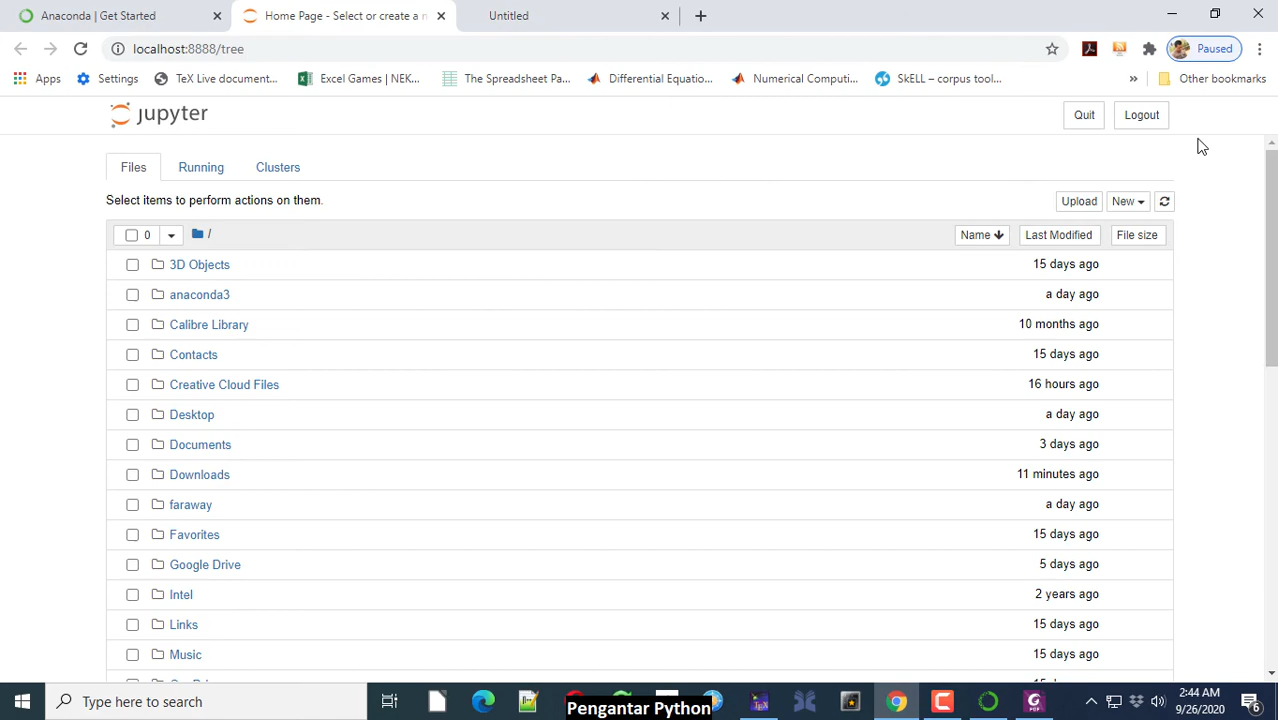 Anaconda | Get Started
Home Page - Select or create a n
Untitled
localhost:8888/tree
Paused
Apps
Settings
TeX Live document...
Excel Games | NEK...
The Spreadsheet Pa...
Differential Equatio...
Numerical Computi...
SkELL – corpus tool...
»
Other bookmarks
jupyter
Quit
Logout
Files
Running
Clusters
Select items to perform actions on them.
Upload
New
0
/
Name
Last Modified
File size
3D Objects 15 days ago
anaconda3 a day ago
Calibre Library 10 months ago
Contacts 15 days ago
Creative Cloud Files 16 hours ago
Desktop a day ago
Documents 3 days ago
Downloads 11 minutes ago
faraway a day ago
Favorites 15 days ago
Google Drive 5 days ago
Intel 2 years ago
Links 15 days ago
Music 15 days ago
Type here to search
Pengantar Python
2:44 AM
9/26/2020
6